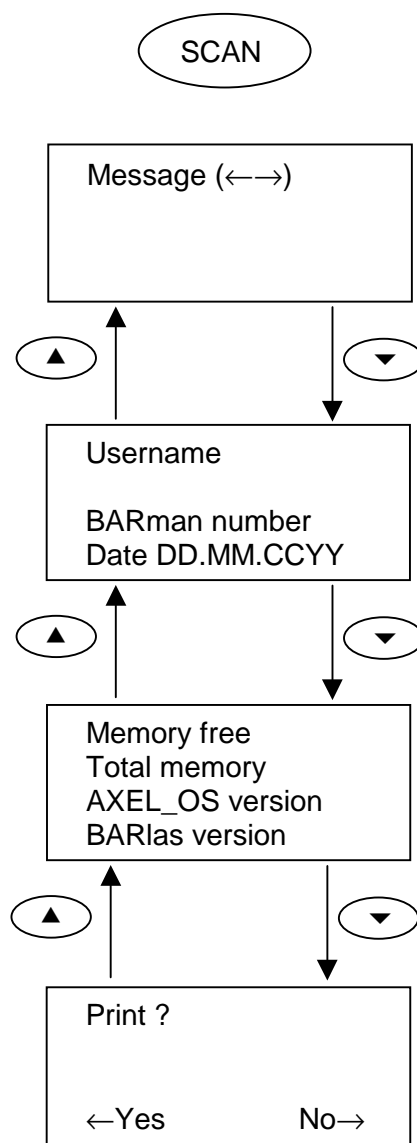 SCAN
Message (←→)
▲ ▼
Username
BARman number
Date DD.MM.CCYY
▲ ▼
Memory free
Total memory
AXEL_OS version
BARlas version
▲ ▼
Print ?
←Yes No→